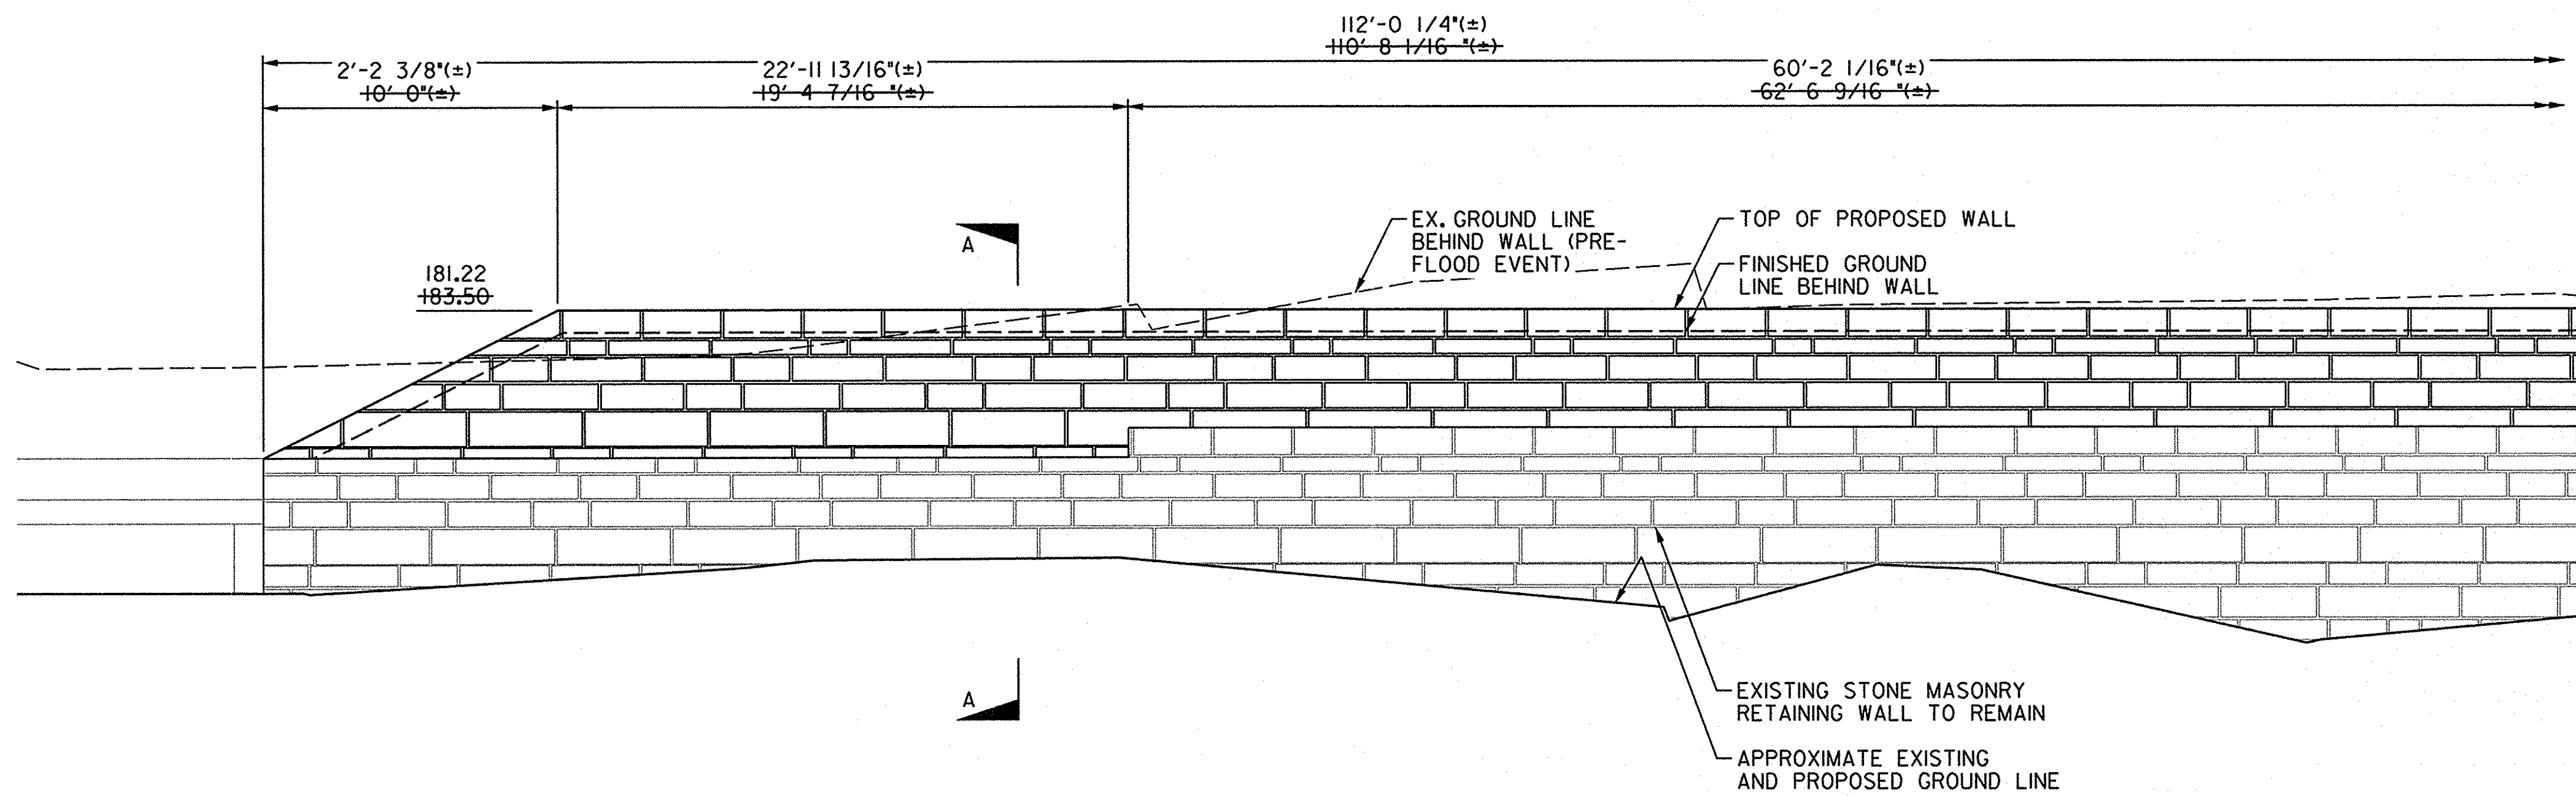 112'-0 1/4"(±)
110' 8 1/16 "(±)
2'-2 3/8"(±)
22'-11 13/16"(±)
60'-2 1/16"(±)
10' 0"(±)
19' 4 7/16 "(±)
62' 6 9/16 "(±)
EX. GROUND LINE
BEHIND WALL (PRE-
FLOOD EVENT)
TOP OF PROPOSED WALL
FINISHED GROUND
LINE BEHIND WALL
A
181.22
183.50
EXISTING STONE MASONRY
RETAINING WALL TO REMAIN
A
APPROXIMATE EXISTING
AND PROPOSED GROUND LINE